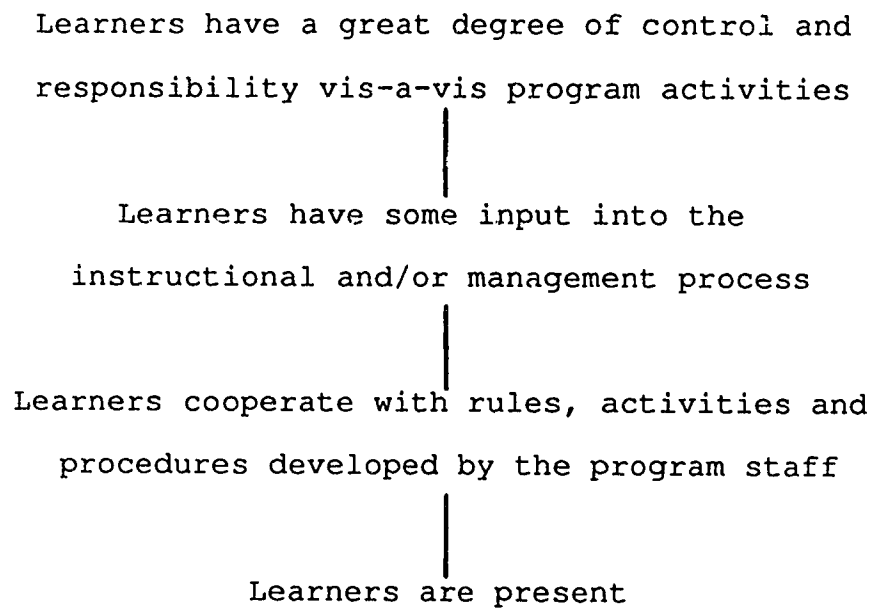 Learners have a great degree of control and
responsibility vis-a-vis program activities
Learners have some input into the
instructional and/or management process
Learners cooperate with rules, activities and
procedures developed by the program staff
Learners are present